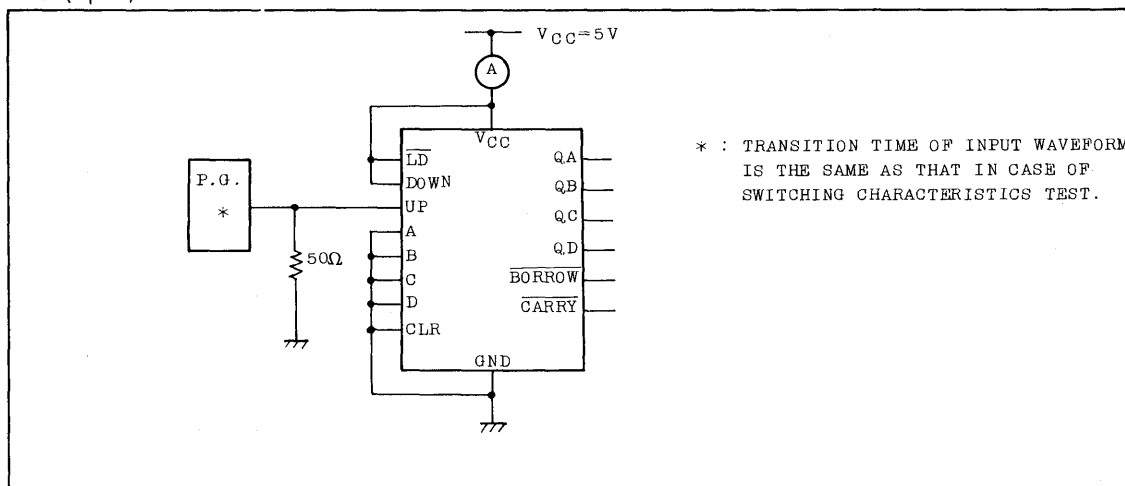 V CC=5V
A
VCC
LD
DOWN
UP
A
B
C
D
CLR
GND
QA
QB
QC
QD
BORROW
CARRY
P.G.
*
50Ω
* : TRANSITION TIME OF INPUT WAVEFORM
IS THE SAME AS THAT IN CASE OF
SWITCHING CHARACTERISTICS TEST.